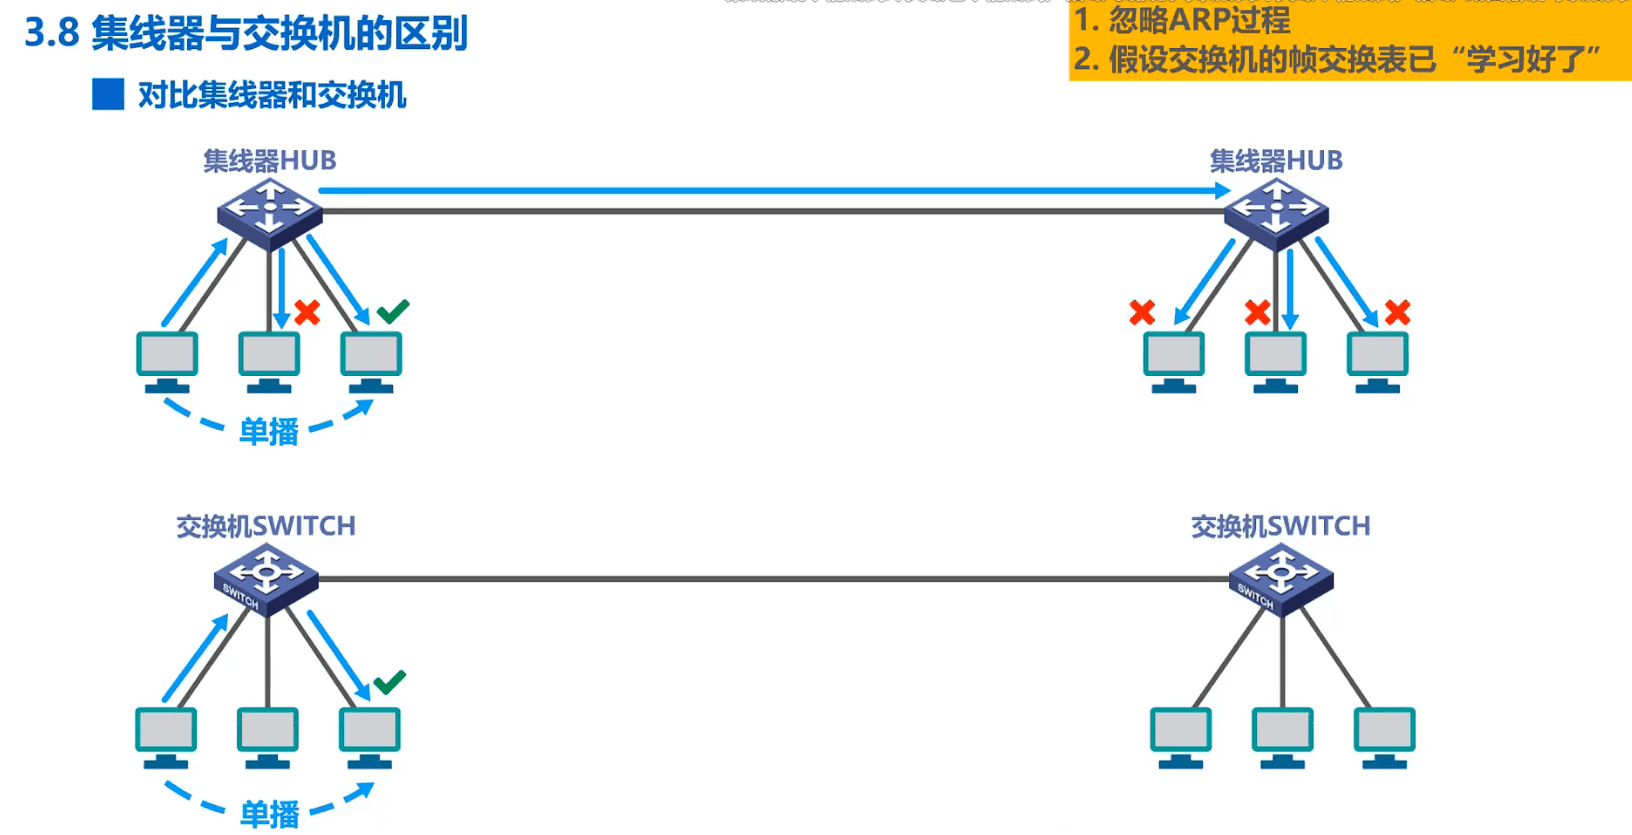 3.8 集线器与交换机的区别
1. 忽略ARP过程
2. 假设交换机的帧交换表已“学习好了”
对比集线器和交换机
集线器HUB
集线器HUB
单播
交换机SWITCH
交换机SWITCH
SWITCH
SWITCH
单播